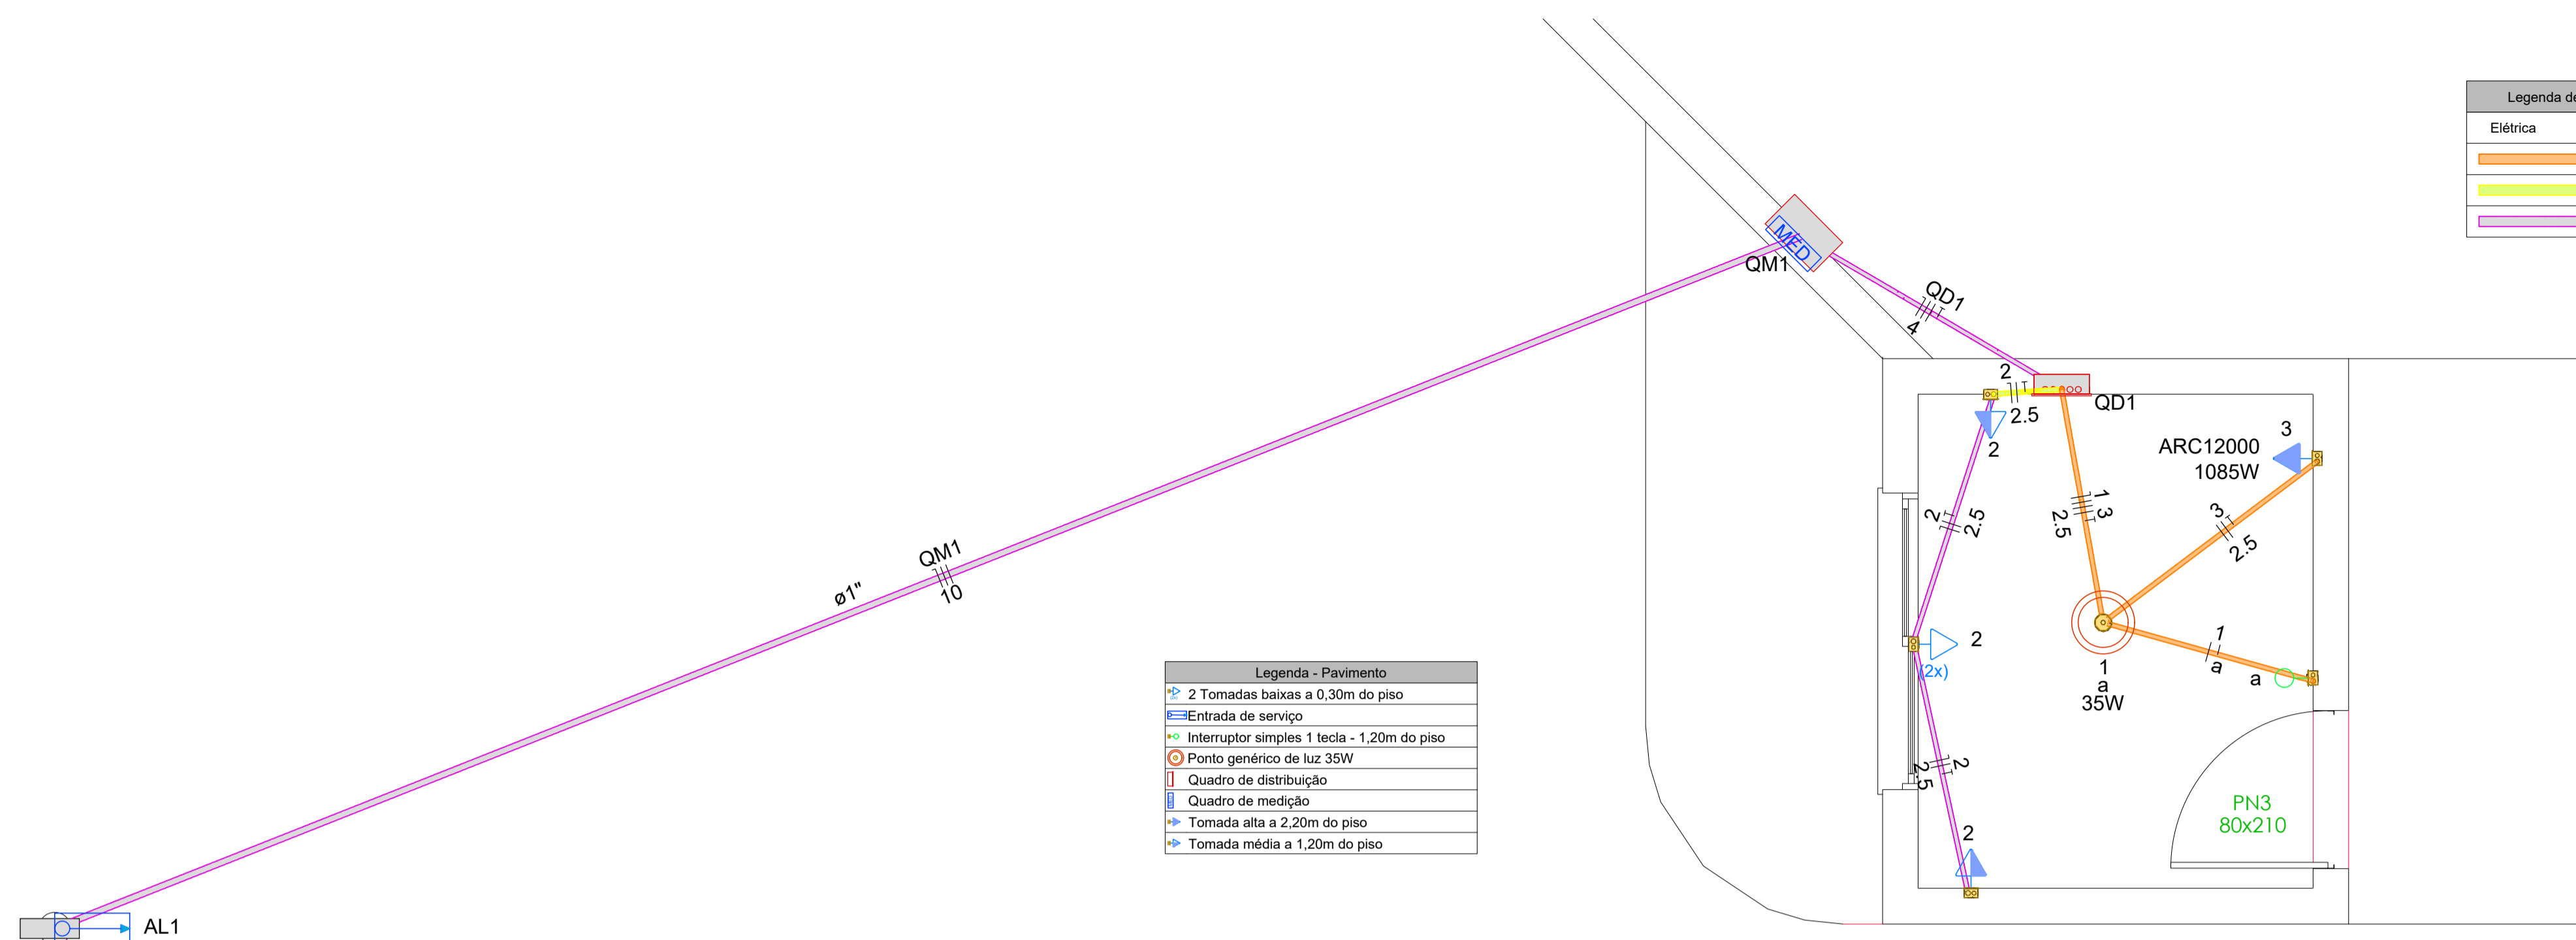 Legenda de
Elétrica
MED
QM1
QD1
4
2
2.5
QD1
2
3
ARC12000
1085W
1
3
2.5
3
2.5
2
2.5
QM1
10
ø1"
2
(2x)
1
a
a
1
a
35W
Legenda - Pavimento
2 Tomadas baixas a 0,30m do piso
Entrada de serviço
Interruptor simples 1 tecla - 1,20m do piso
Ponto genérico de luz 35W
Quadro de distribuição
Quadro de medição
Tomada alta a 2,20m do piso
Tomada média a 1,20m do piso
2
2.5
PN3
80x210
2
AL1